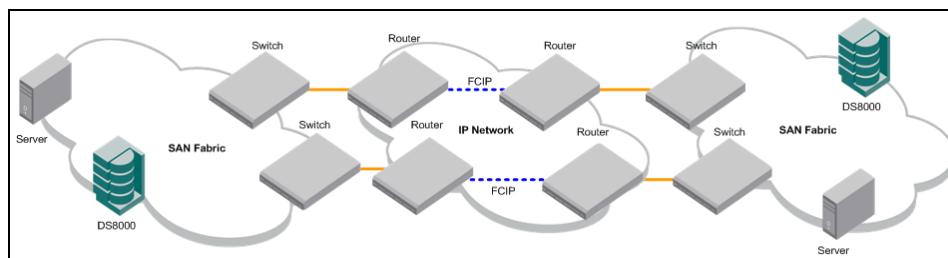 Switch
Router
Router
Switch
FCIP
DS8000
Server
SAN Fabric
Switch
Router
IP Network
Router
Switch
SAN Fabric
FCIP
DS8000
Server